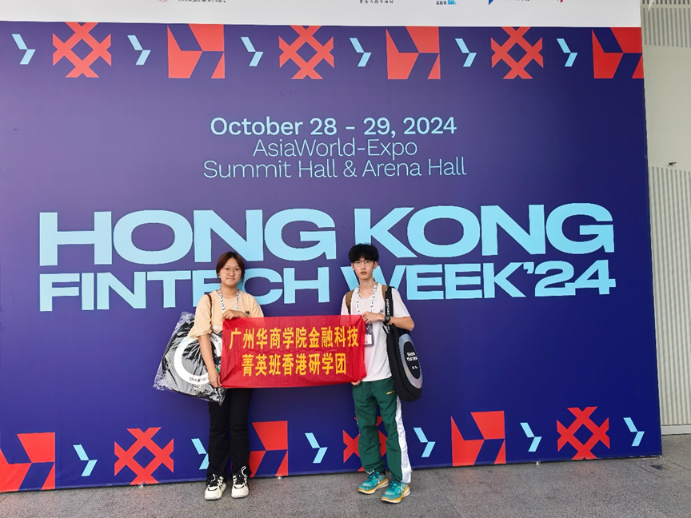 October 28 - 29, 2024
AsiaWorld-Expo
Summit Hall & Arena Hall
HONG KONG
FINTECH WEEK'24
广州华商学院金融科技
菁英班香港研学团